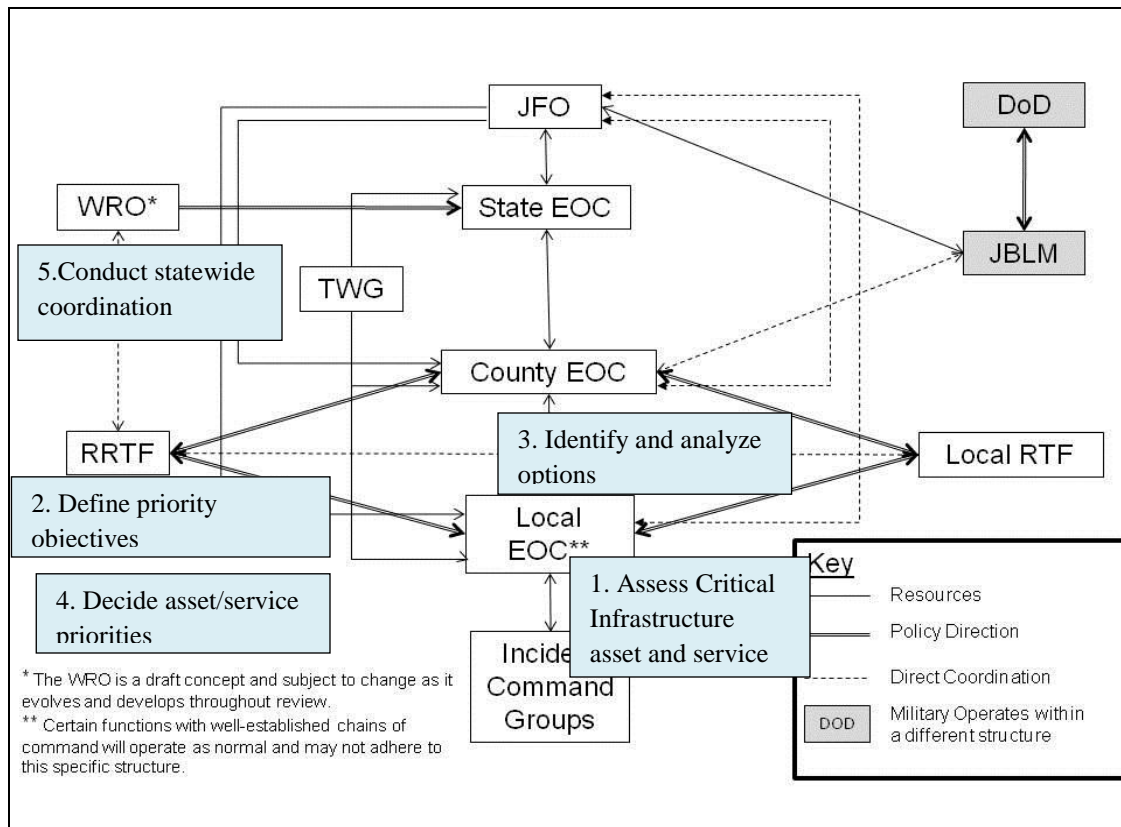 JFO
DoD
WRO*
State EOC
JBLM
5.Conduct statewide
coordination
TWG
County EOC
3. Identify and analyze
options
RRTF
Local RTF
2. Define priority
objectives
Local
EOC**
1. Assess Critical
Infrastructure
asset and service
4. Decide asset/service
priorities
Command
Groups
* The WRO is a draft concept and subject to change as it
evolves and develops throughout review.
** Certain functions with well-established chains of
command will operate as normal and may not adhere to
this specific structure.
Key
Resources
Policy Direction
Direct Coordination
DOD
Military Operates within
a different structure